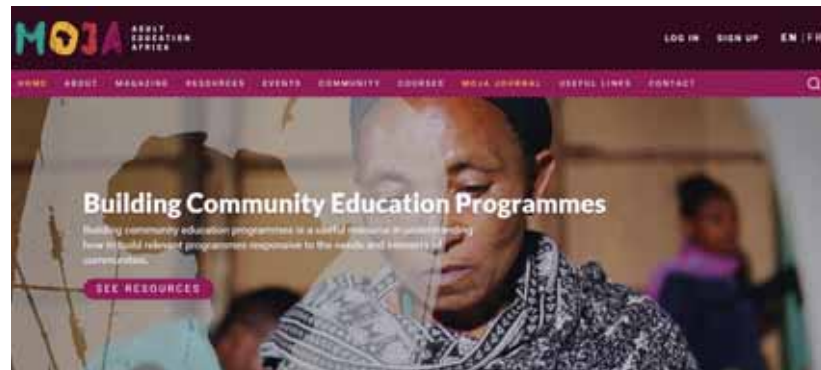 MOJA ADULT
EDUCATION
AFRICA
LOG IN SIGN UP EN | FR
HOME ABOUT MAGAZINE RESOURCES EVENTS COMMUNITY COURSES MOJA JOURNAL USEFUL LINKS CONTACT
Building Community Education Programmes
Building community education programmes is a useful resource in understanding
how to build relevant programmes responsive to the needs and interests of
communities.
SEE RESOURCES